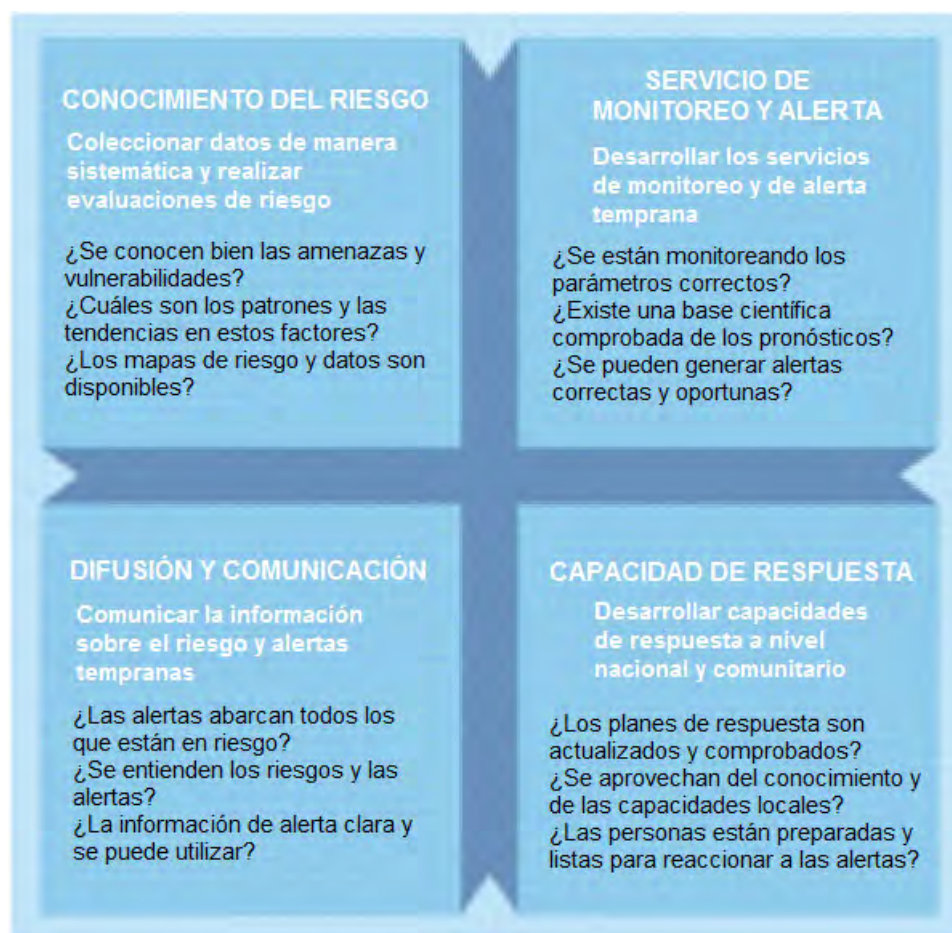 CONOCIMIENTO DEL RIESGO
Coleccionar datos de manera
sistemática y realizar
evaluaciones de riesgo
¿Se conocen bien las amenazas y
vulnerabilidades?
¿Cuáles son los patrones y las
tendencias en estos factores?
¿Los mapas de riesgo y datos son
disponibles?
SERVICIO DE
MONITOREO Y ALERTA
Desarrollar los servicios
de monitoreo y de alerta
temprana
¿Se están monitoreando los
parámetros correctos?
¿Existe una base científica
comprobada de los pronósticos?
¿Se pueden generar alertas
correctas y oportunas?
DIFUSIÓN Y COMUNICACIÓN
Comunicar la información
sobre el riesgo y alertas
tempranas
¿Las alertas abarcan todos los
que están en riesgo?
¿Se entienden los riesgos y las
alertas?
¿La información de alerta clara y
se puede utilizar?
CAPACIDAD DE RESPUESTA
Desarrollar capacidades
de respuesta a nivel
nacional y comunitario
¿Los planes de respuesta son
actualizados y comprobados?
¿Se aprovechan del conocimiento y
de las capacidades locales?
¿Las personas están preparadas y
listas para reaccionar a las alertas?